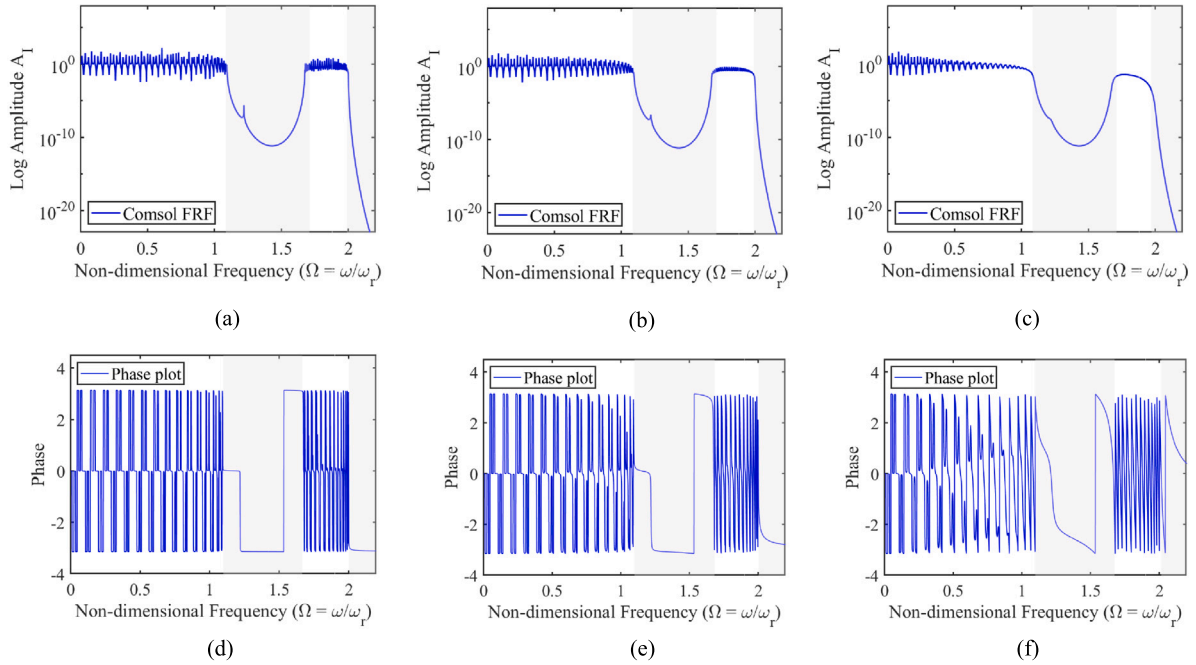 10^0
10^-10
10^-20
Log Amplitude A_I
Comsol FRF
0 0.5 1 1.5 2
Non-dimensional Frequency (Ω = ω/ω_r)
(a)
10^0
10^-10
10^-20
Log Amplitude A_I
Comsol FRF
0 0.5 1 1.5 2
Non-dimensional Frequency (Ω = ω/ω_r)
(b)
10^0
10^-10
10^-20
Log Amplitude A_I
Comsol FRF
0 0.5 1 1.5 2
Non-dimensional Frequency (Ω = ω/ω_r)
(c)
4
2
0
-2
-4
Phase
Phase plot
0 0.5 1 1.5 2
Non-dimensional Frequency (Ω = ω/ω_r)
(d)
4
2
0
-2
-4
Phase
Phase plot
0 0.5 1 1.5 2
Non-dimensional Frequency (Ω = ω/ω_r)
(e)
4
2
0
-2
-4
Phase
Phase plot
0 0.5 1 1.5 2
Non-dimensional Frequency (Ω = ω/ω_r)
(f)